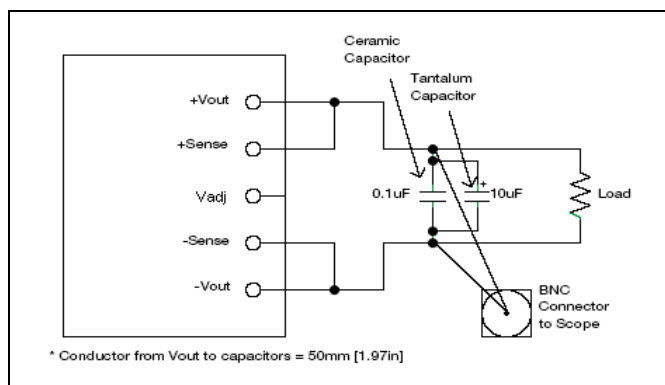 Ceramic
Capacitor
Tantalum
Capacitor
+Vout
+Sense
Vadj
-Sense
-Vout
0.1uF
+
10uF
Load
BNC
Connector
to Scope
* Conductor from Vout to capacitors = 50mm [1.97in]